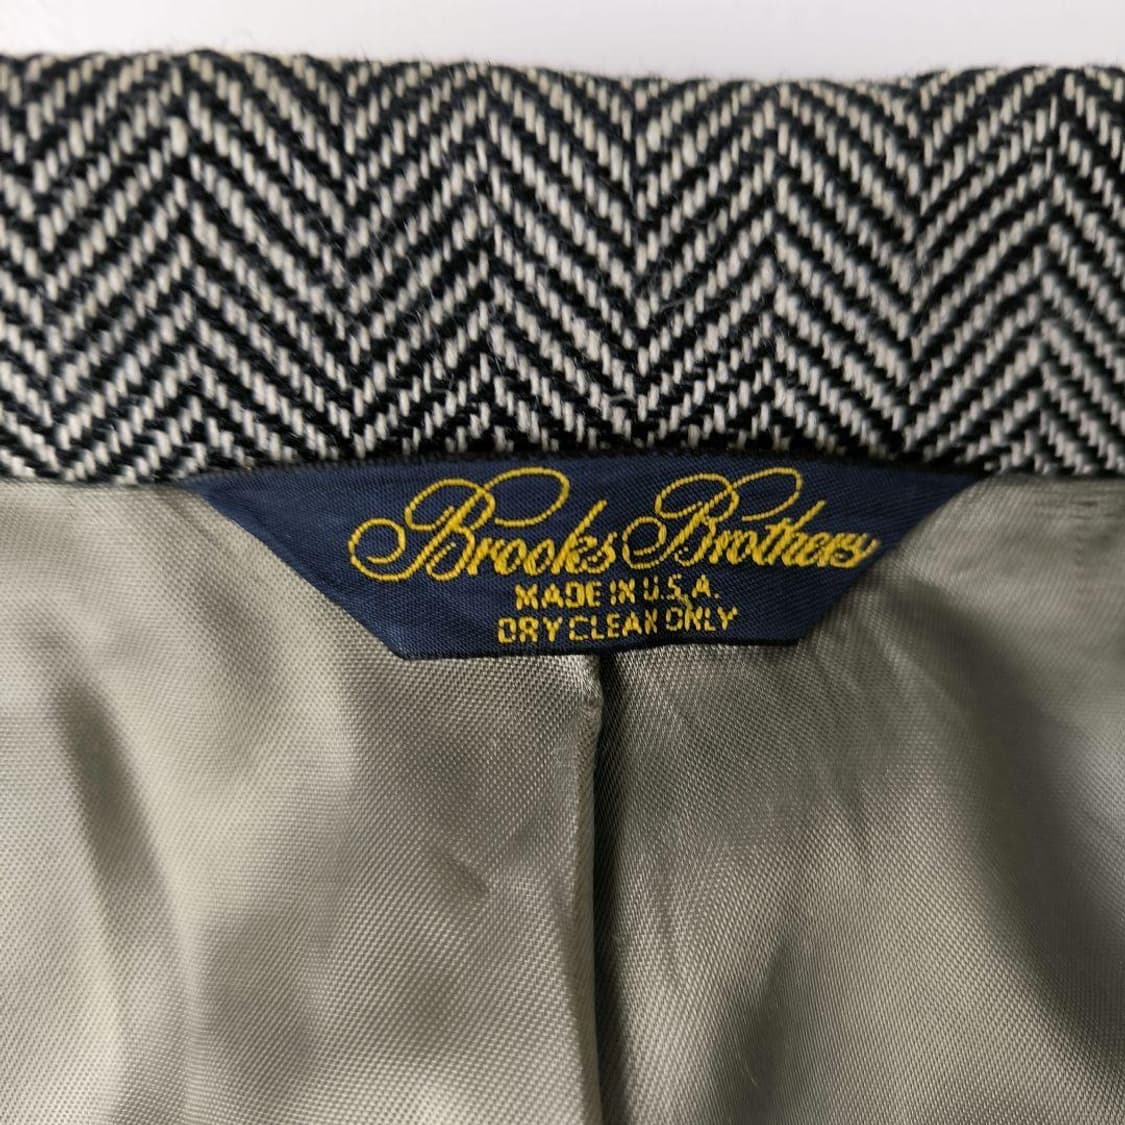 Brooks Brothers
MADE IN U.S.A.
DRY CLEAN ONLY